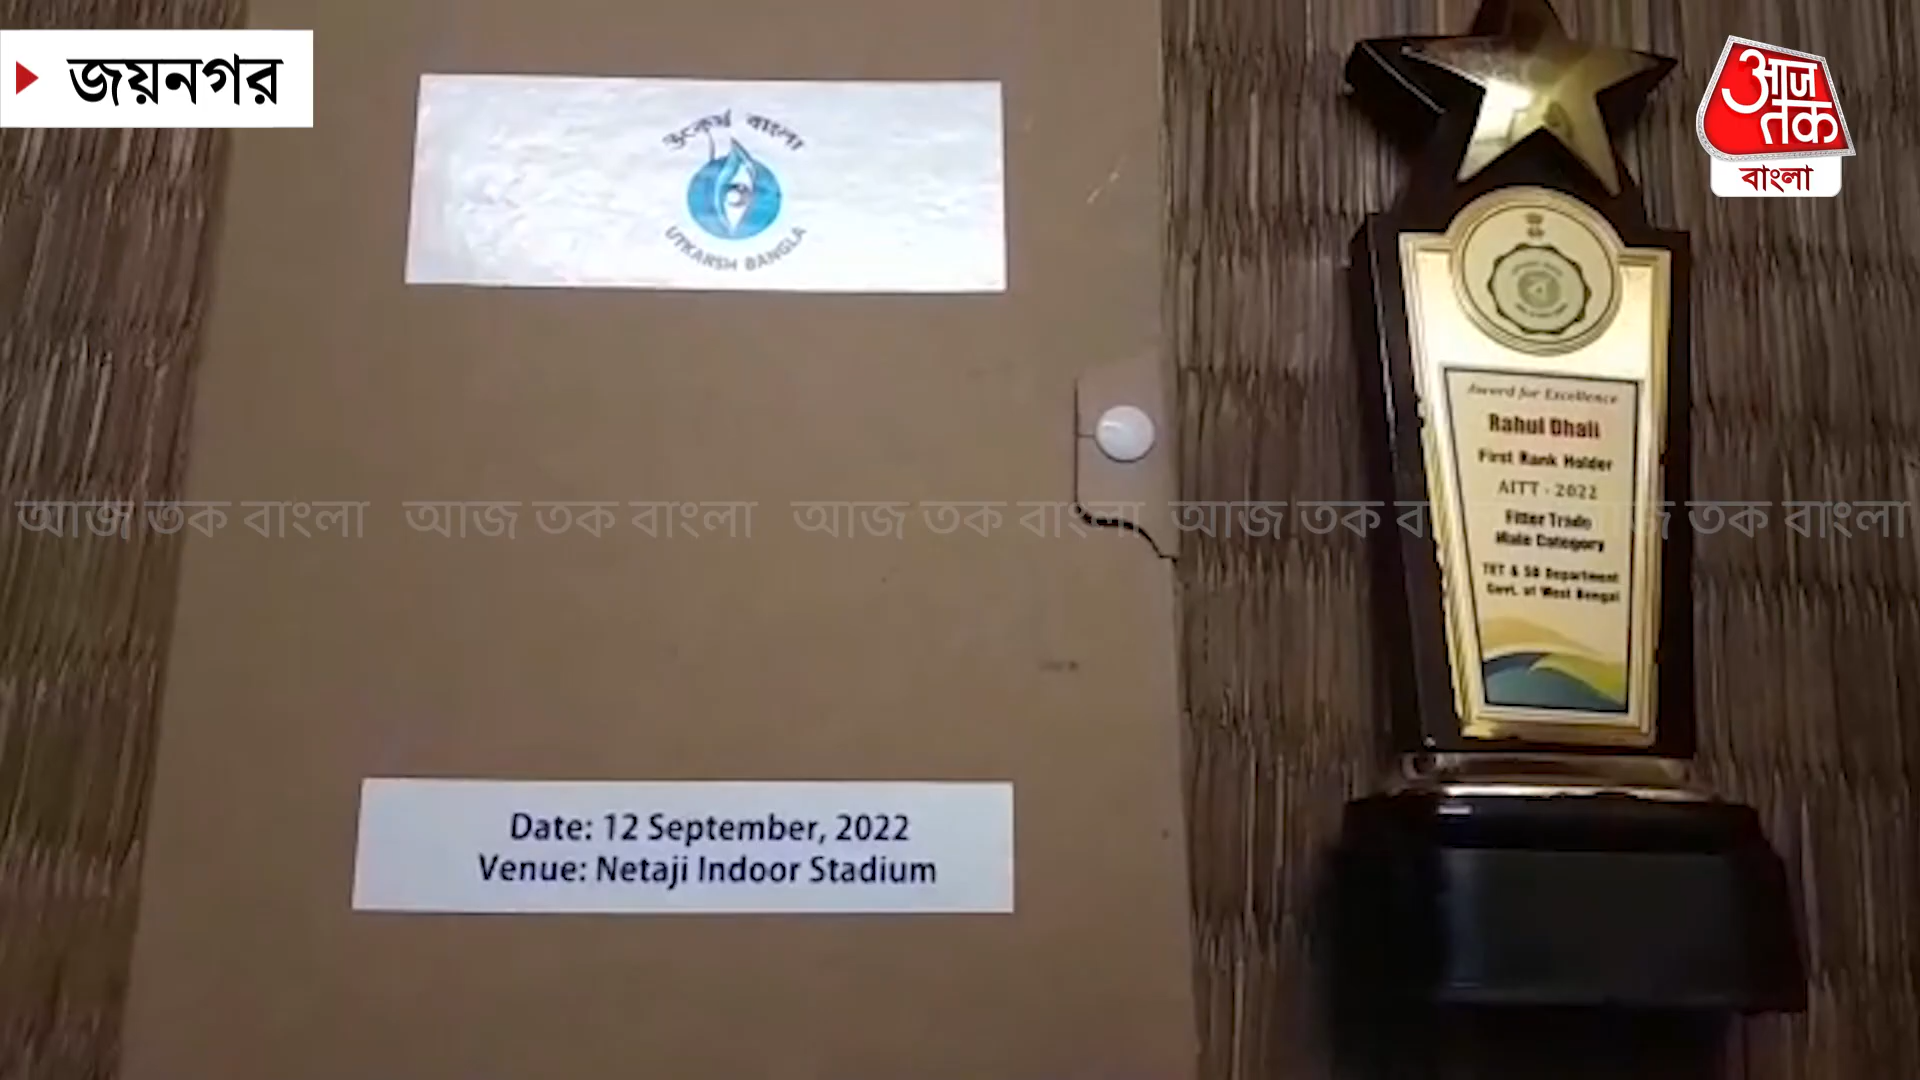 জয়নগর
आज
तक
বাংলা
উৎকর্ষ বাংলা
UTKARSH BANGLA
Award for Excellence
Rahul Dhali
First Rank Holder
AITT - 2022
Fitter Trade
Male Category
TET & SD Department
Govt. of West Bengal
আজ তক বাংলা আজ তক বাংলা আজ তক বাংলা আজ তক বাংলা
Date: 12 September, 2022
Venue: Netaji Indoor Stadium